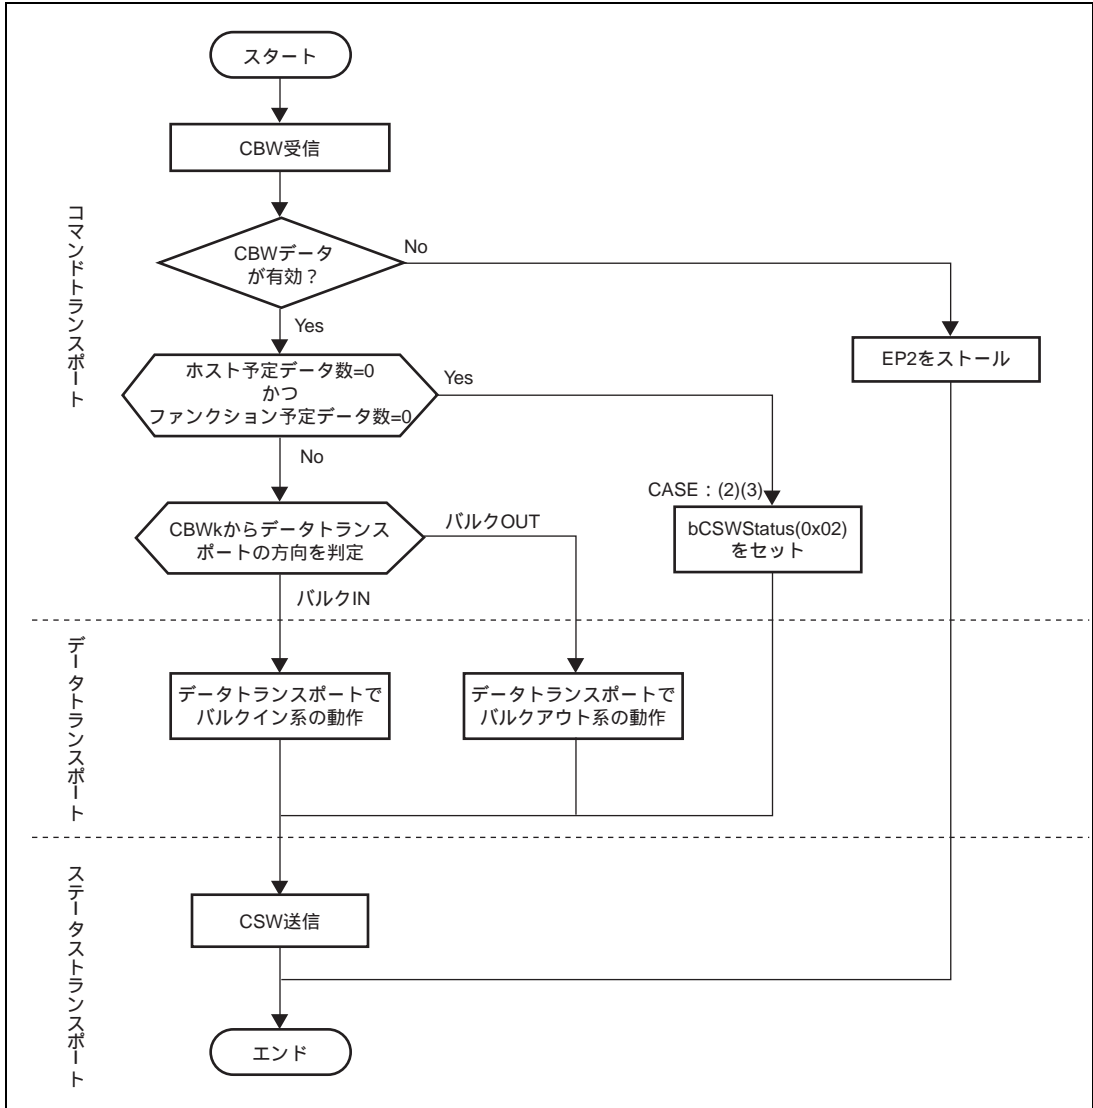 スタート
CBW受信
コマンドトランスポート
CBWデータ
が有効？
No
Yes
EP2をストール
ホスト予定データ数=0
かつ
ファンクション予定データ数=0
Yes
No
CASE：(2)(3)
bCSWStatus(0x02)
をセット
CBWkからデータトランス
ポートの方向を判定
バルクOUT
バルクIN
データトランスポート
データトランスポートで
バルクイン系の動作
データトランスポートで
バルクアウト系の動作
ステータストランスポート
CSW送信
エンド